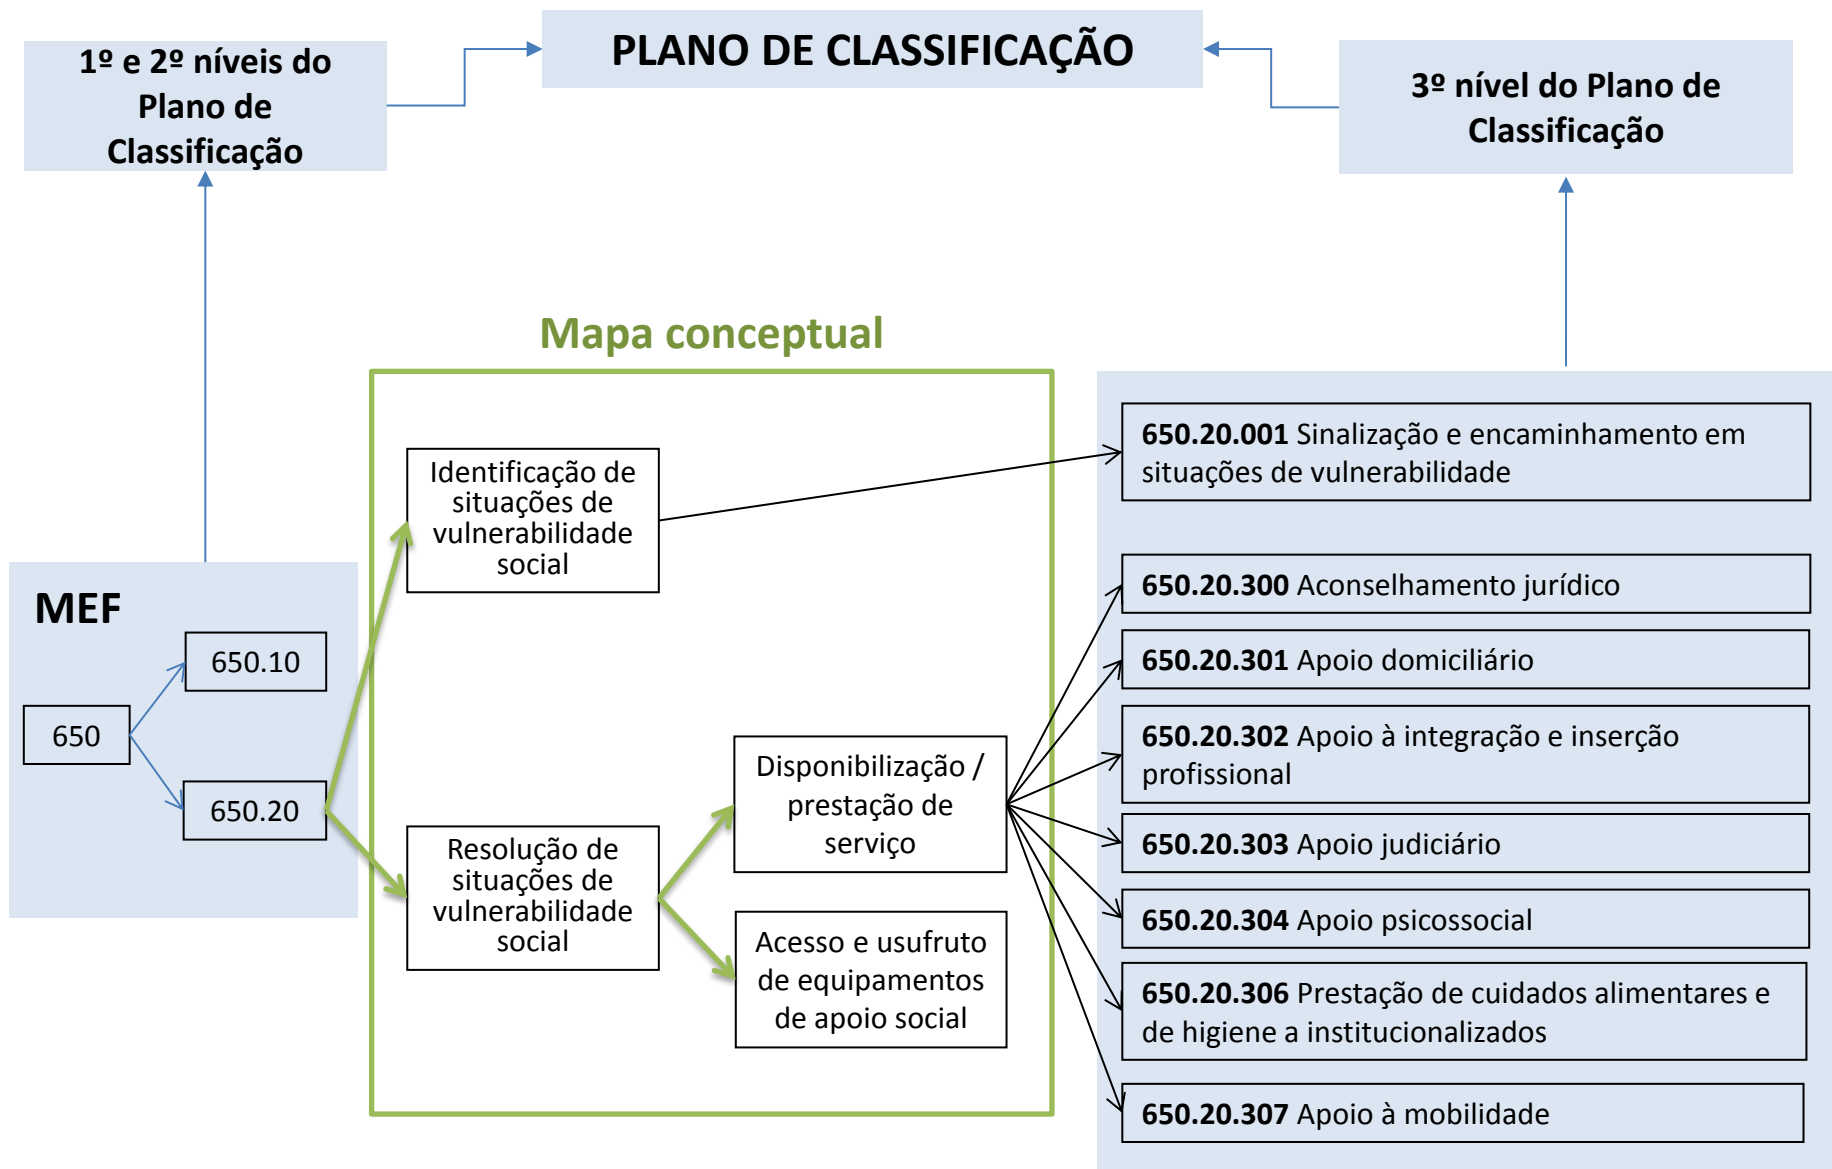 PLANO DE CLASSIFICAÇÃO
1º e 2º níveis do
Plano de
Classificação
3º nível do Plano de
Classificação
Mapa conceptual
MEF
650
650.10
650.20
Identificação de
situações de
vulnerabilidade
social
Resolução de
situações de
vulnerabilidade
social
Disponibilização /
prestação de
serviço
Acesso e usufruto
de equipamentos
de apoio social
650.20.001 Sinalização e encaminhamento em
situações de vulnerabilidade
650.20.300 Aconselhamento jurídico
650.20.301 Apoio domiciliário
650.20.302 Apoio à integração e inserção
profissional
650.20.303 Apoio judiciário
650.20.304 Apoio psicossocial
650.20.306 Prestação de cuidados alimentares e
de higiene a institucionalizados
650.20.307 Apoio à mobilidade